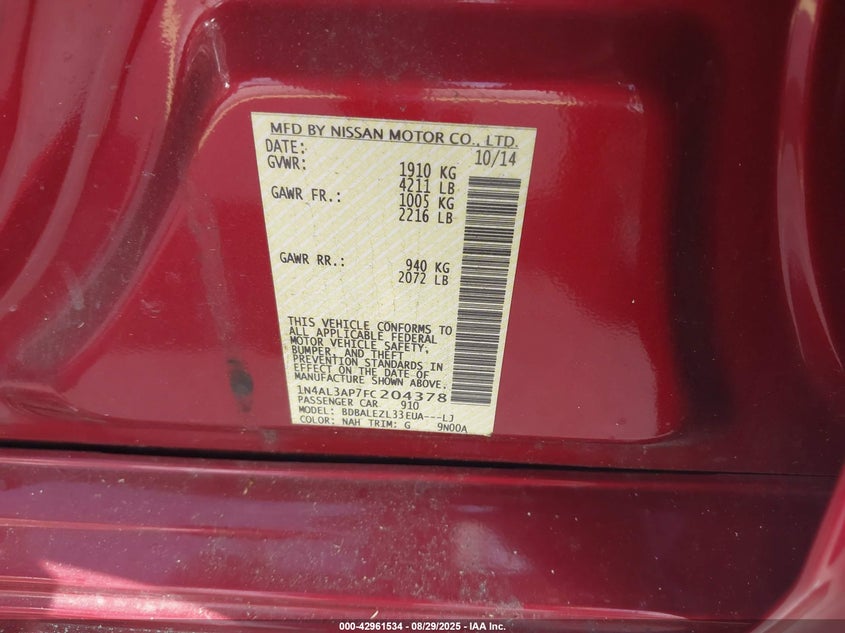 MFD BY NISSAN MOTOR CO., LTD.
DATE: 10/14
GVWR: 1910 KG
4211 LB
GAWR FR.: 1005 KG
2216 LB
GAWR RR.: 940 KG
2072 LB
THIS VEHICLE CONFORMS TO
ALL APPLICABLE FEDERAL
MOTOR VEHICLE SAFETY,
BUMPER, AND THEFT
PREVENTION STANDARDS IN
EFFECT ON THE DATE OF
MANUFACTURE SHOWN ABOVE.
1N4AL3AP7FC204378
PASSENGER CAR 910
MODEL: BDBALEZL33EUA---LJ
COLOR: NAH TRIM: G 9N00A
000-42961534 | 08/29/2025 | IAA Inc.